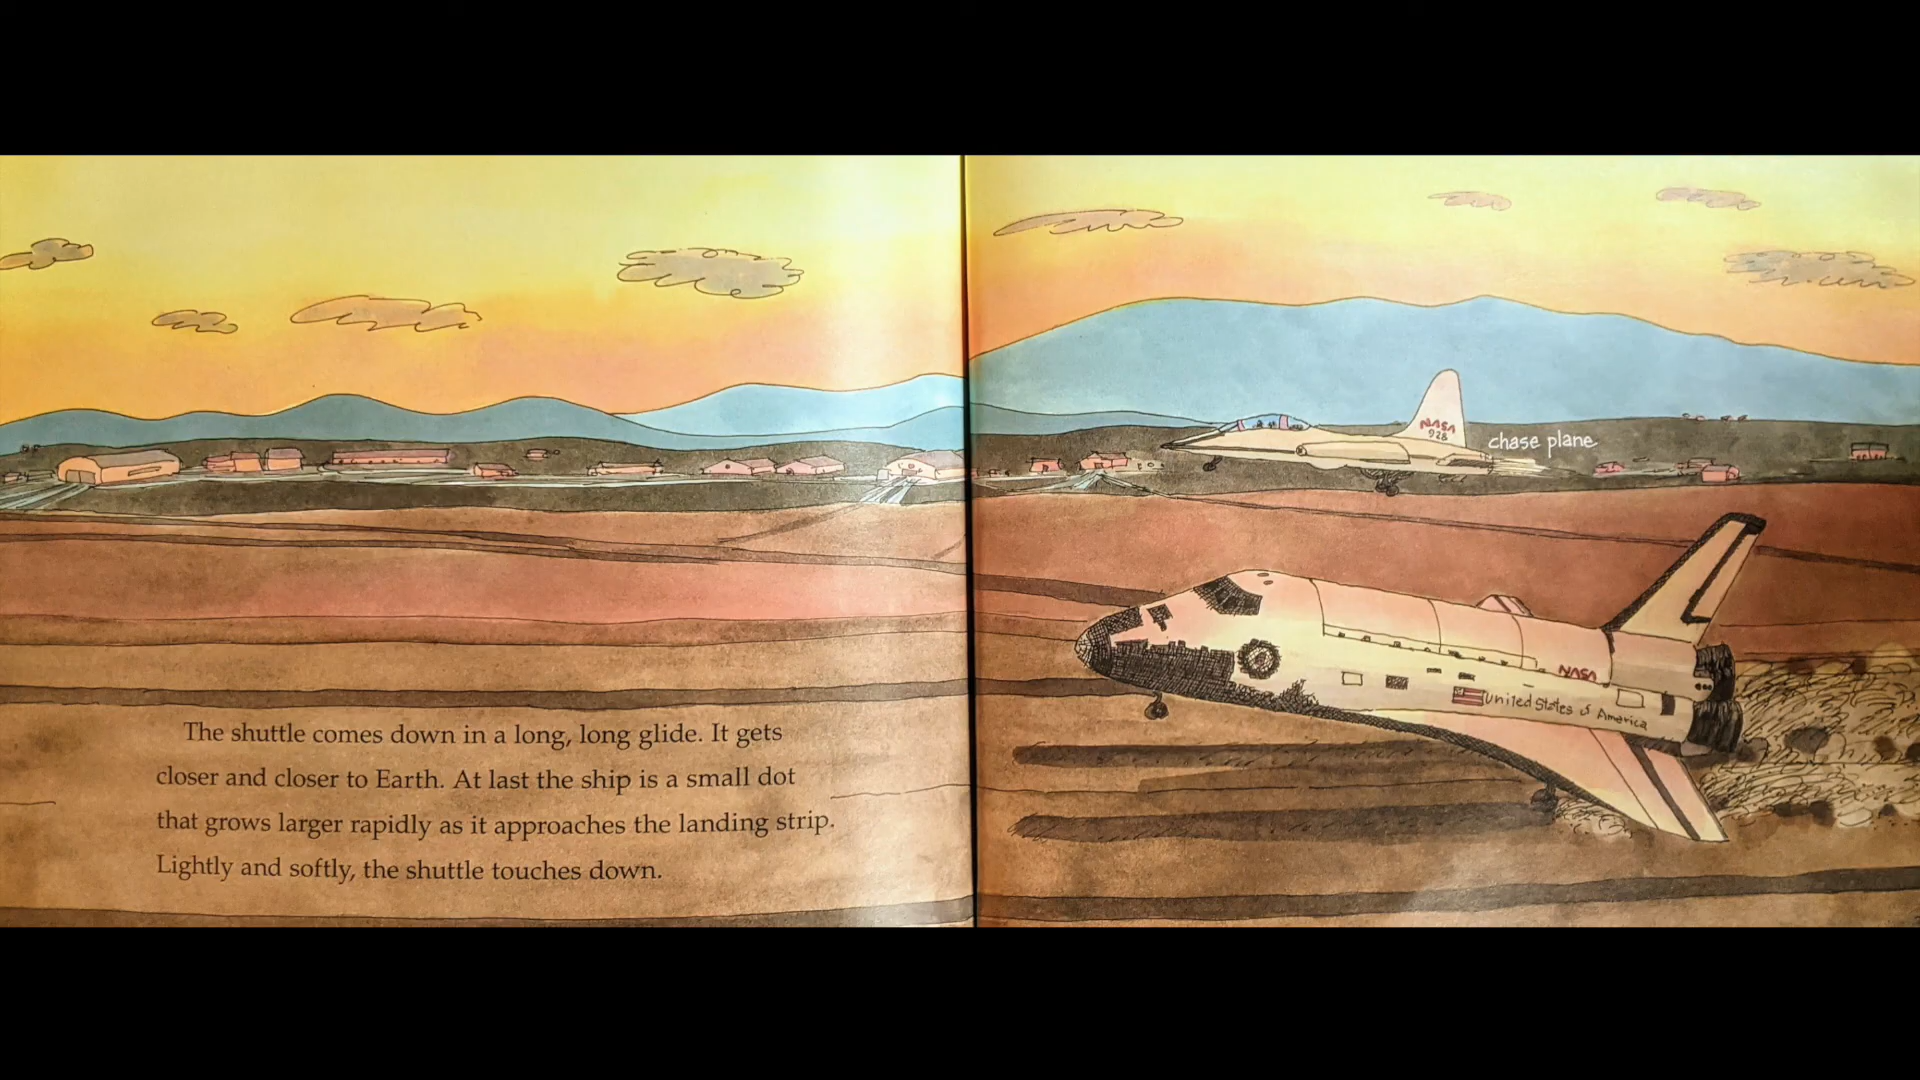 The shuttle comes down in a long, long glide. It gets
closer and closer to Earth. At last the ship is a small dot
that grows larger rapidly as it approaches the landing strip.
Lightly and softly, the shuttle touches down.
NASA
928
chase plane
NASA
United States of America